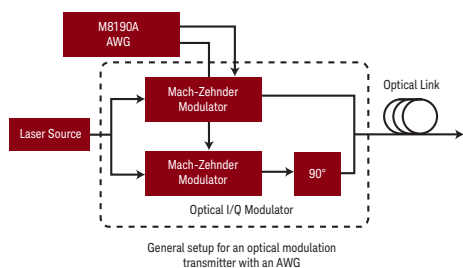 M8190A
AWG
Optical Link
Mach-Zehnder
Modulator
Laser Source
Mach-Zehnder
Modulator
90°
Optical I/Q Modulator
General setup for an optical modulation
transmitter with an AWG